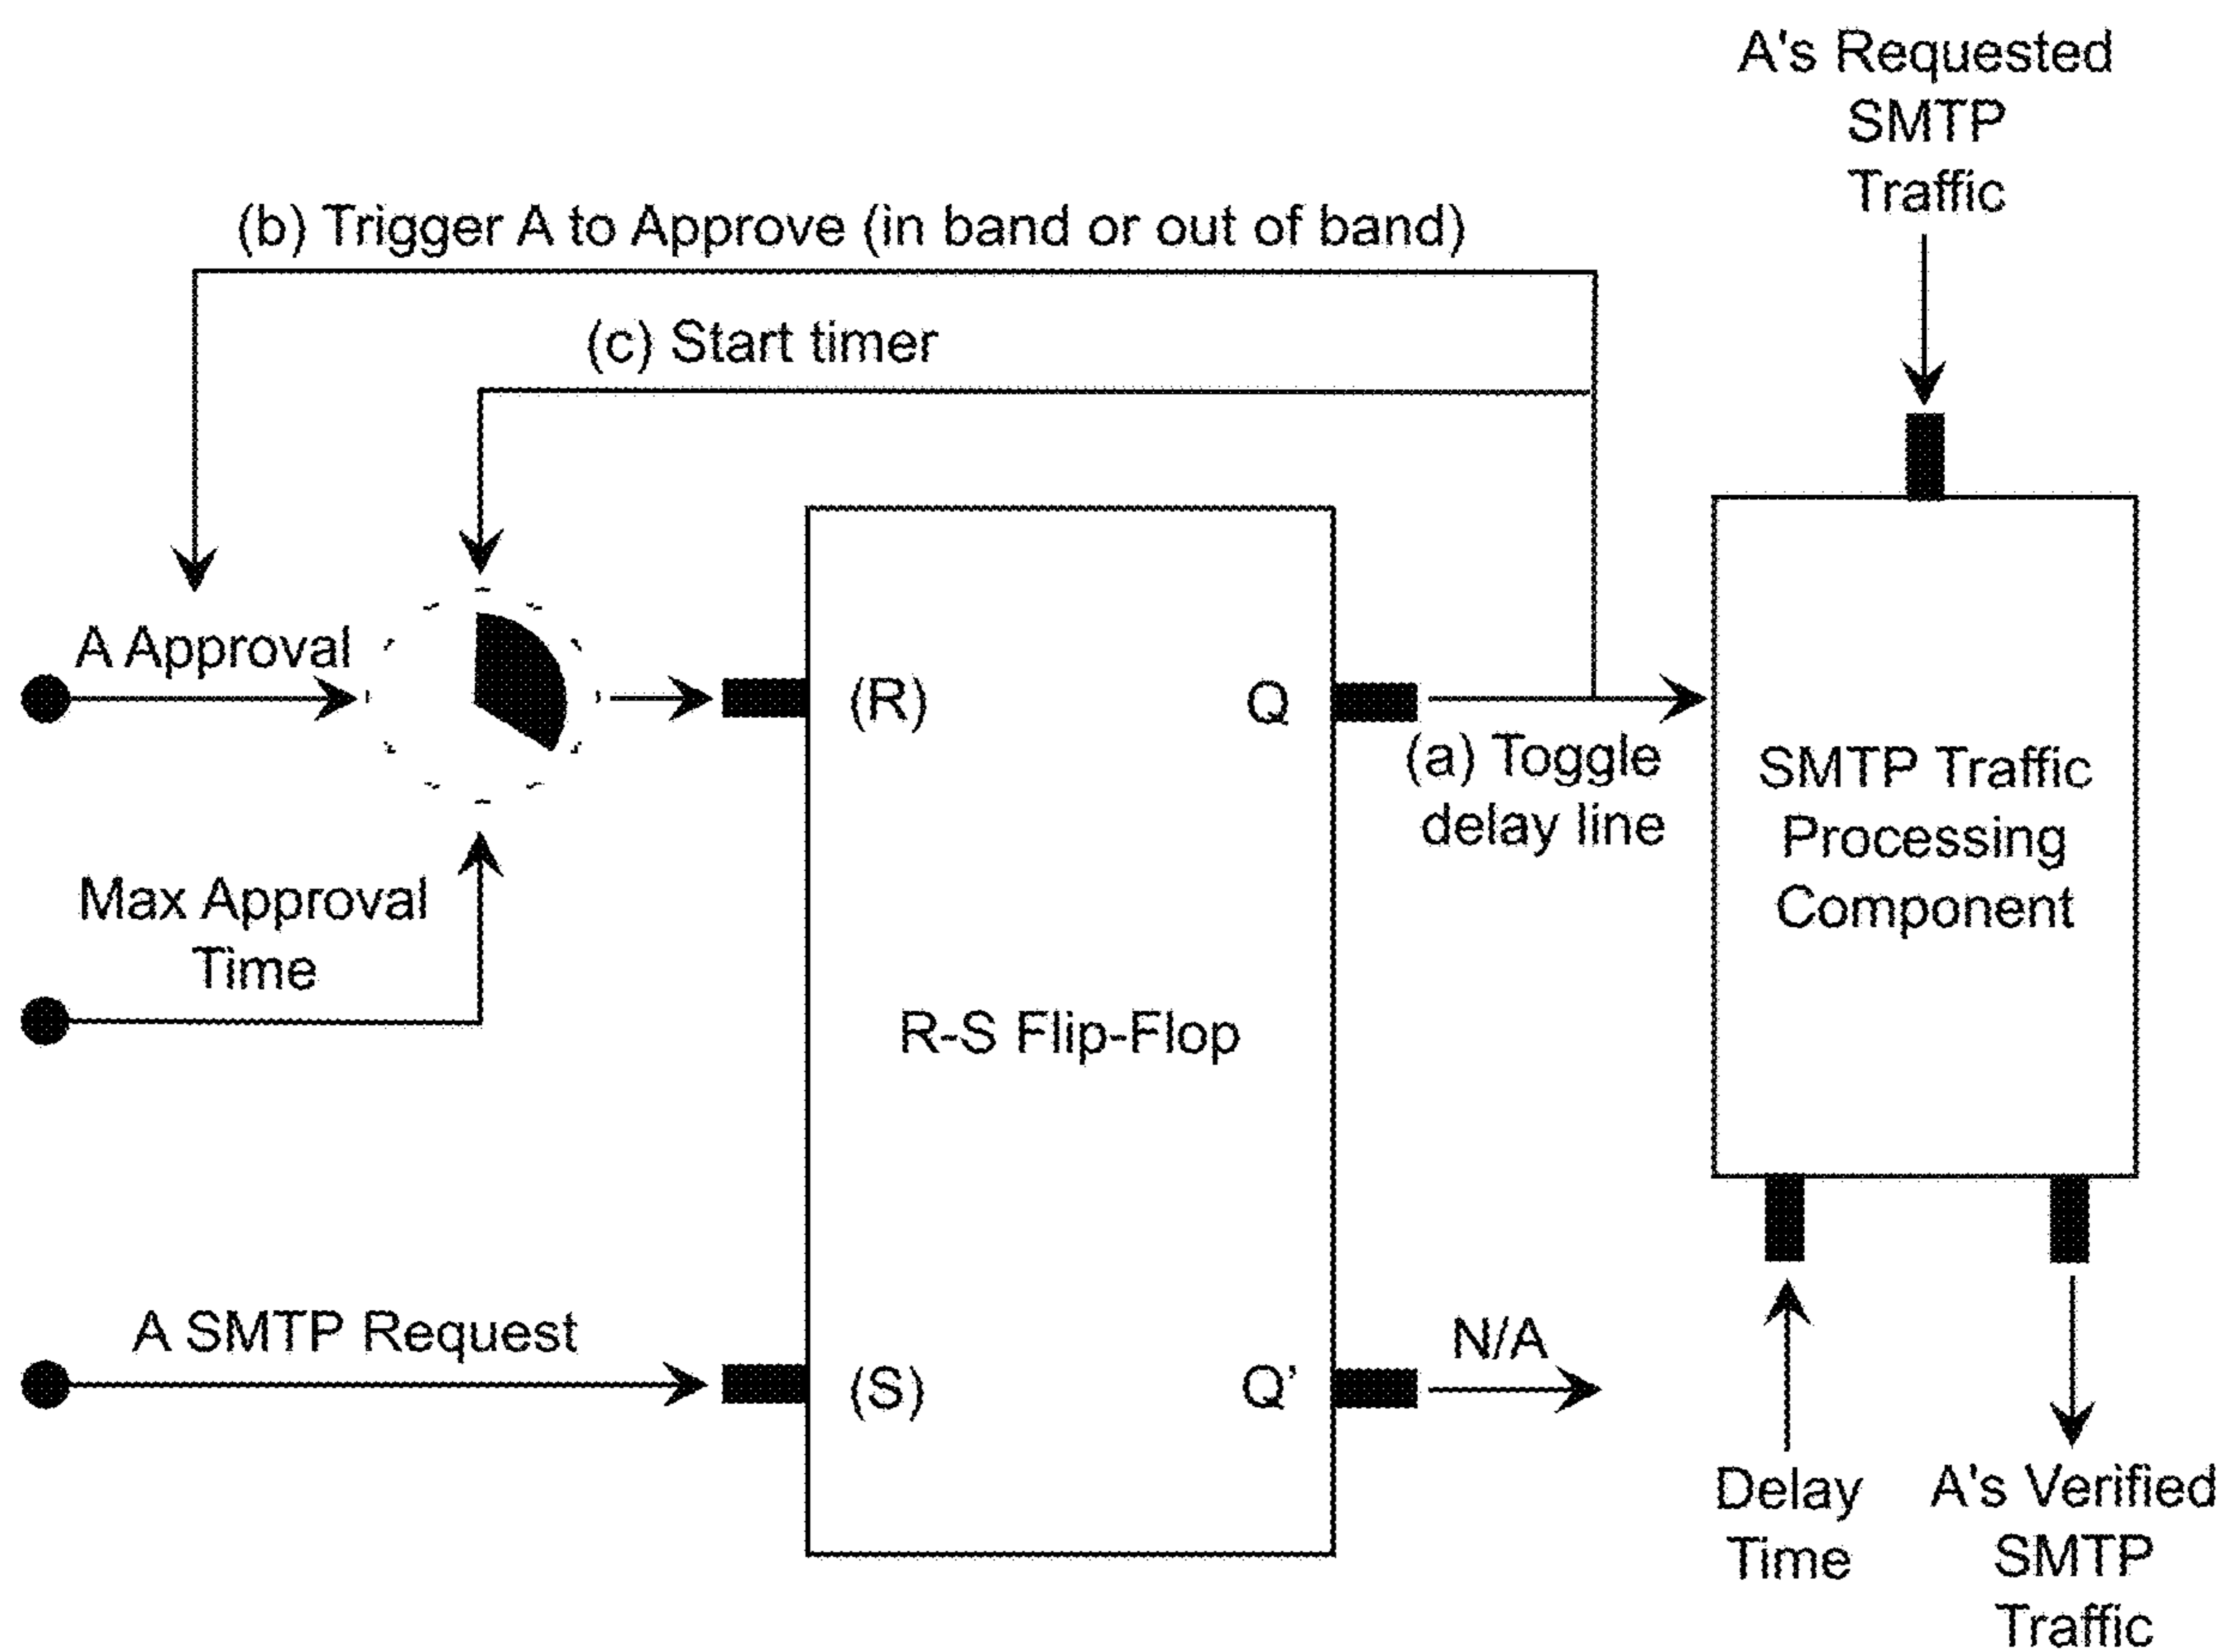 A's Requested
SMTP
Traffic
(b) Trigger A to Approve (in band or out of band)
(c) Start timer
A Approval
(R)
Q
(a) Toggle
delay line
SMTP Traffic
Processing
Component
Max Approval
Time
R-S Flip-Flop
A SMTP Request
(S)
Q’
N/A
Delay
Time
A's Verified
SMTP
Traffic